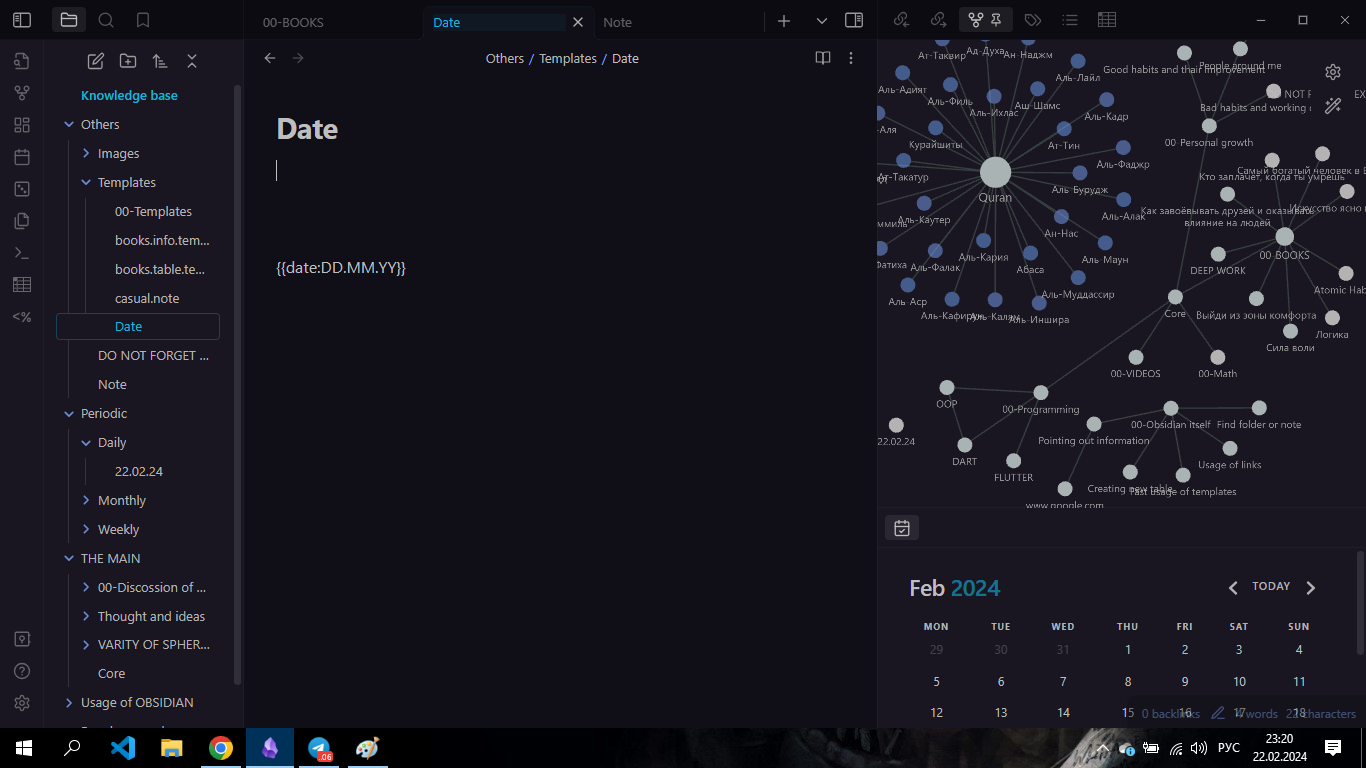 00-BOOKS
Date
Note
Knowledge base
Others
Images
Templates
00-Templates
books.info.tem...
books.table.te...
casual.note
Date
DO NOT FORGET ...
Note
Periodic
Daily
22.02.24
Monthly
Weekly
THE MAIN
00-Discossion of ...
Thought and ideas
VARITY OF SPHER...
Core
Usage of OBSIDIAN
Others / Templates / Date
Date
{{date:DD.MM.YY}}
Ат-Таквир
Ад-Духа
Ан-Наджм
Аль-Лайл
Аль-Адият
Аль-Филь
Аль-Ихлас
Аш-Шамс
Аль-Кадр
Курайшиты
Ат-Тин
Аль-Фаджр
Ат-Такатур
Quran
Аль-Бурудж
Аль-Каутер
Аль-Алак
Ан-Нас
Аль-Фалак
Аль-Кария
Абаса
Аль-Маун
Аль-Аср
Аль-Муддассир
Аль-Кафирун
Аль-Калам
Аль-Иншира
Good habits and thair improvement
People around me
Bad habits and working
00-Personal growth
Самый богатый человек в
Кто заплачет, когда ты умрешь
Как завоёвывать друзей и оказывать
влияние на людей
Искусство ясно
00-BOOKS
DEEP WORK
Atomic Hab
Core
Выйди из зоны комфорта
Логика
Сила воли
00-VIDEOS
00-Math
OOP
00-Programming
22.02.24
DART
FLUTTER
Pointing out information
00-Obsidian itself
Find folder or note
Usage of links
Creating new table
Fast usage of templates
www.google.com
Feb 2024
TODAY
MON TUE WED THU FRI SAT SUN
29 30 31 1 2 3 4
5 6 7 8 9 10 11
12 13 14 15 16 17 18
0 backlinks
4 words
22 characters
.06
РУС
23:20
22.02.2024